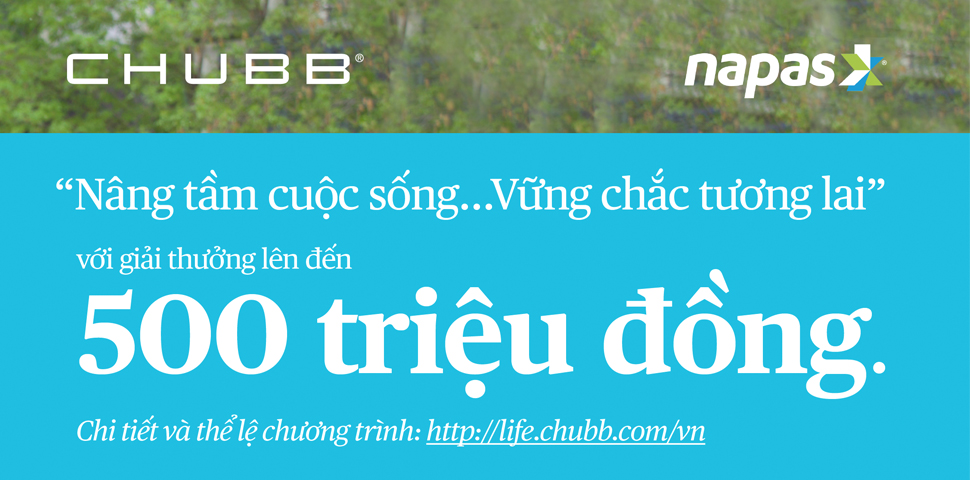 CHUBB®
napas®
“Nâng tầm cuộc sống...Vững chắc tương lai”
với giải thưởng lên đến
500 triệu đồng.
Chi tiết và thể lệ chương trình: http://life.chubb.com/vn